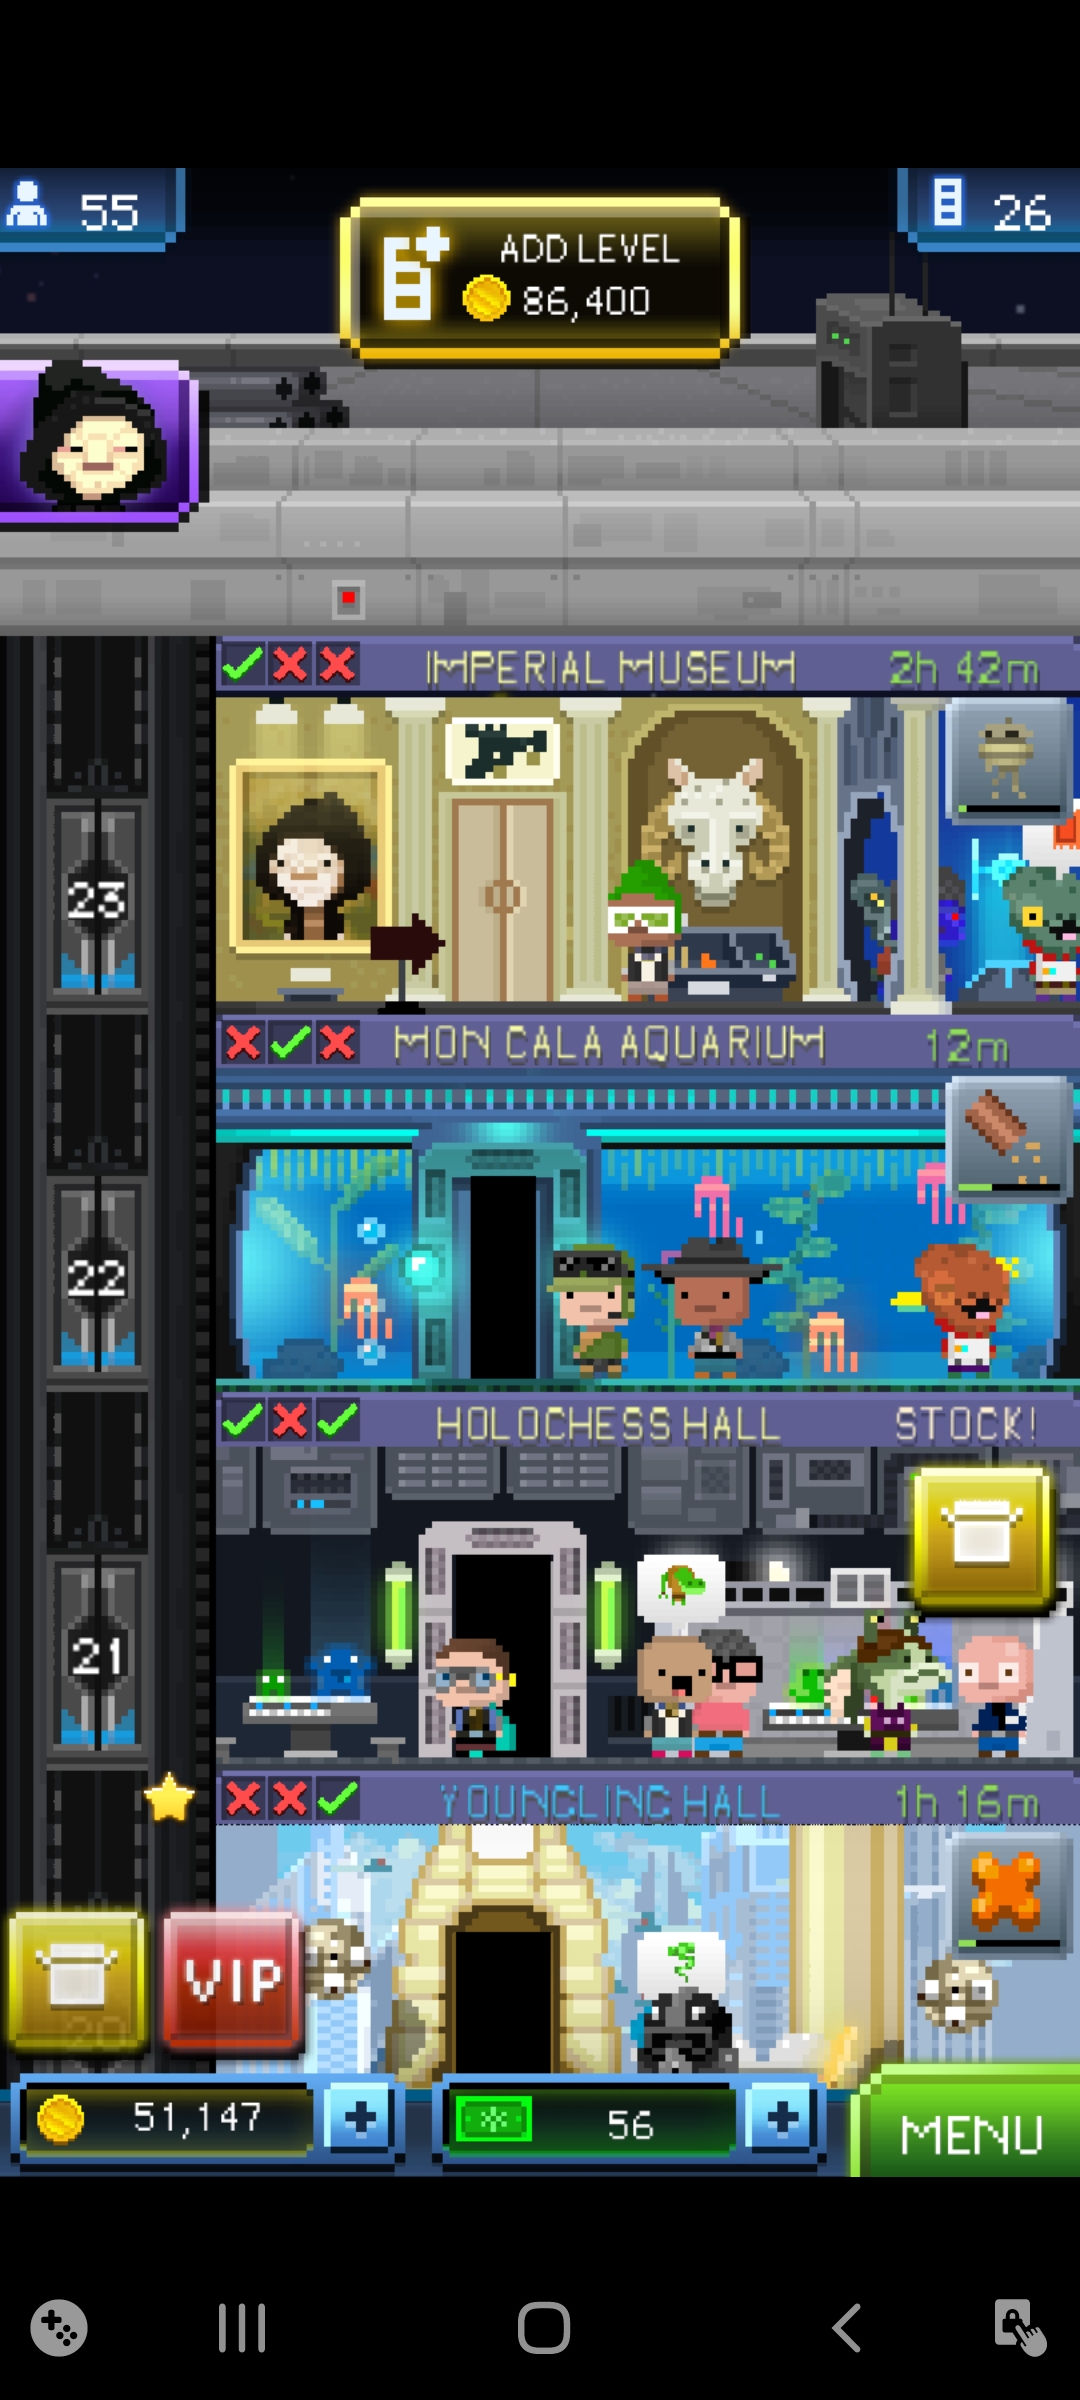 55
ADD LEVEL
86,400
26
IMPERIAL MUSEUM 2h 42m
23
MON CALA AQUARIUM 12m
22
HOLOCHESS HALL STOCK!
21
YOUNGLING HALL 1h 16m
20
VIP
51,147
56
MENU